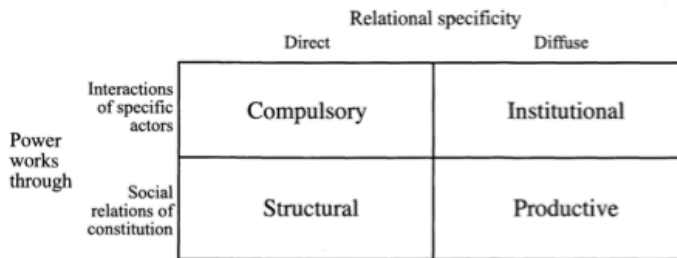 Relational specificity
Direct Diffuse
Interactions
of specific
actors
Compulsory Institutional
Power
works
through
Social
relations of
constitution
Structural Productive